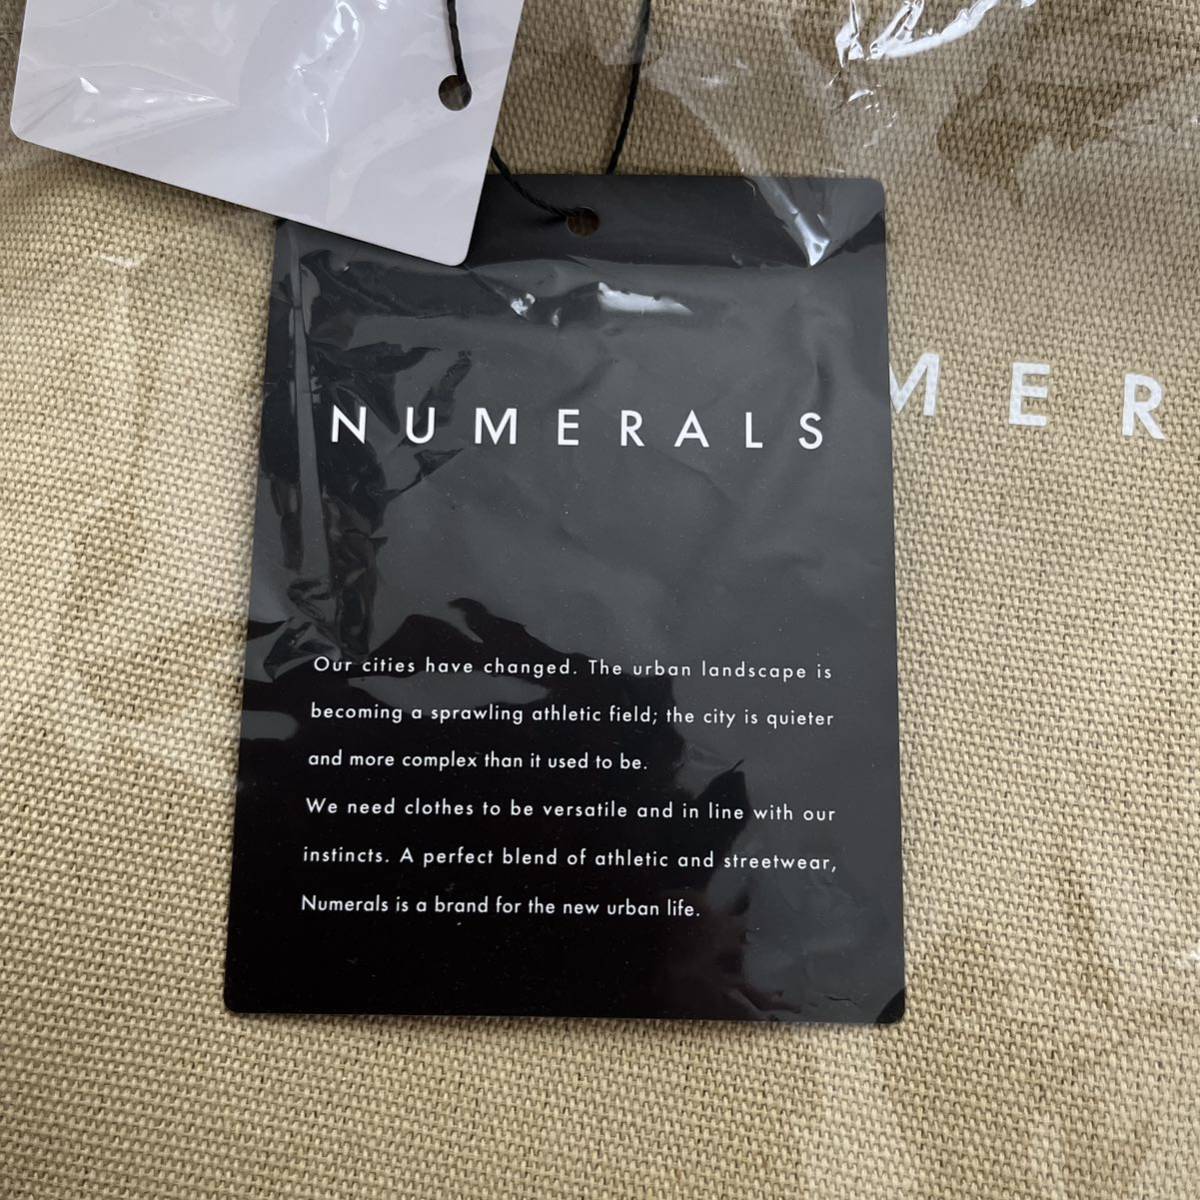 NUMERALS
MER
Our cities have changed. The urban landscape is
becoming a sprawling athletic field; the city is quieter
and more complex than it used to be.
We need clothes to be versatile and in line with our
instincts. A perfect blend of athletic and streetwear,
Numerals is a brand for the new urban life.